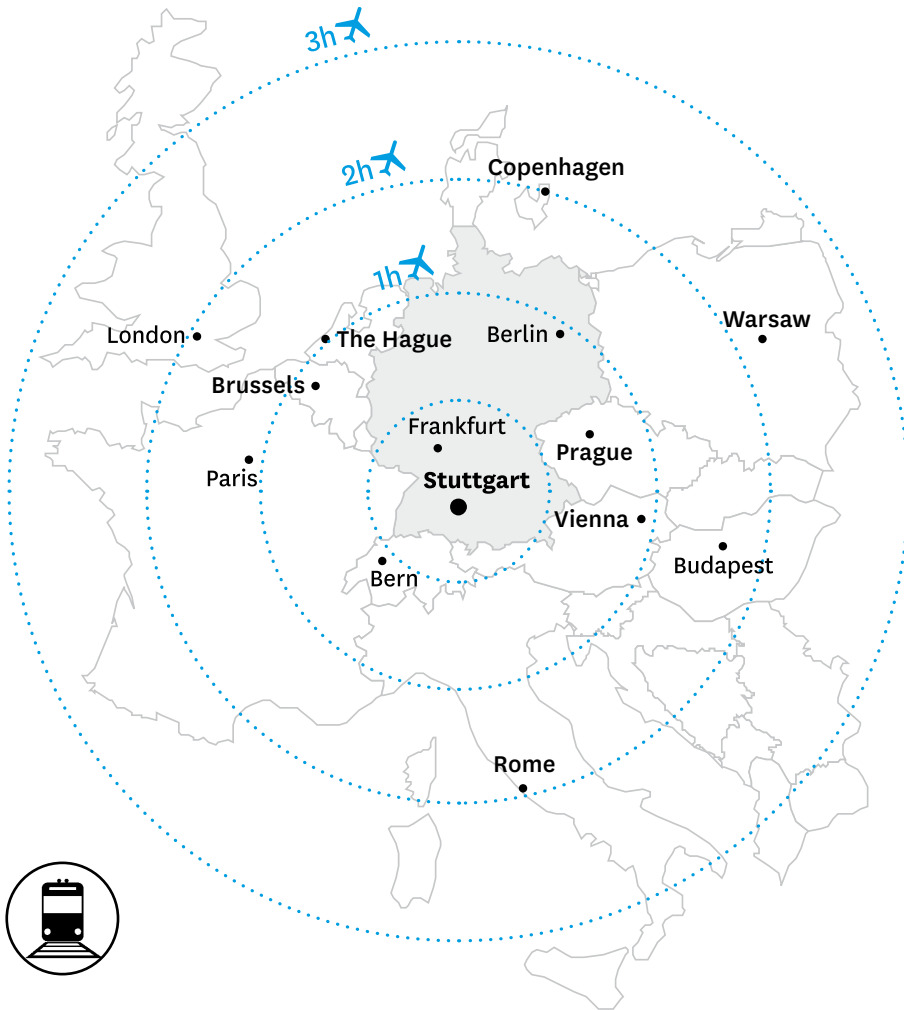 3h
2h
Copenhagen
1h
Warsaw
London
The Hague
Berlin
Brussels
Frankfurt
Prague
Paris
Stuttgart
Vienna
Budapest
Bern
Rome